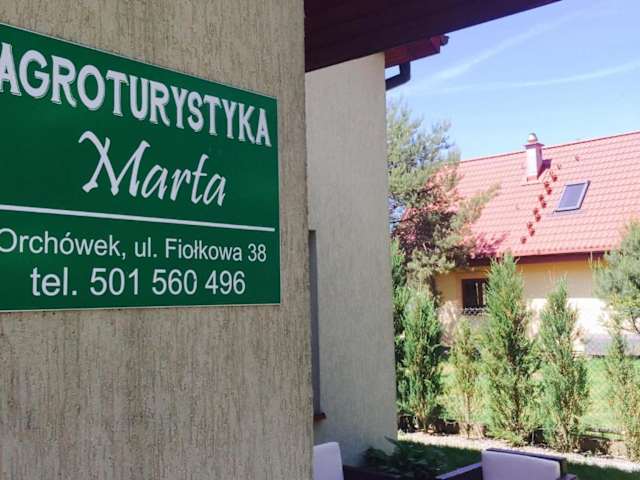 AGROTURYSTYKA
Marta
Orchówek, ul. Fiołkowa 38
tel. 501 560 496